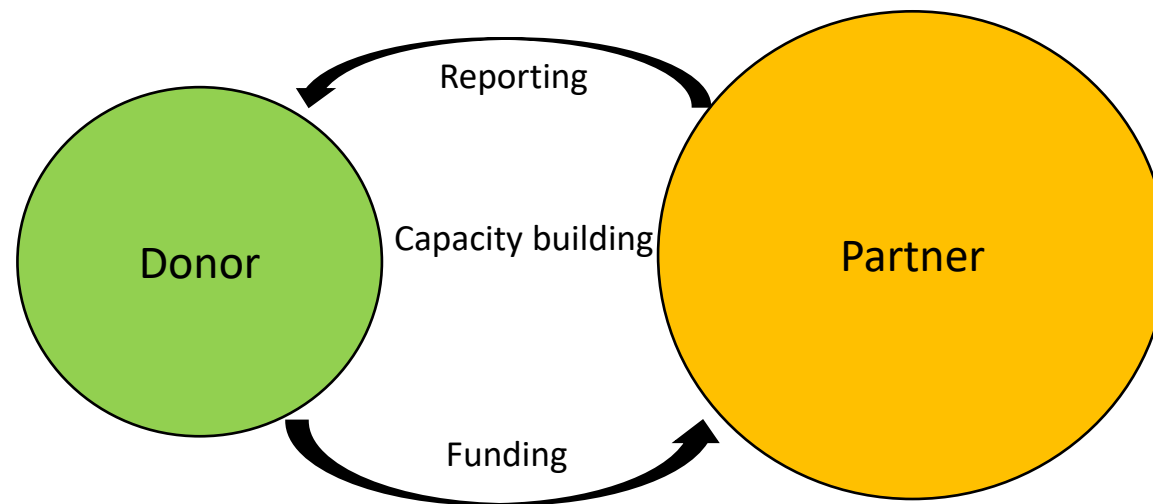 Reporting
Donor
Capacity building
Partner
Funding